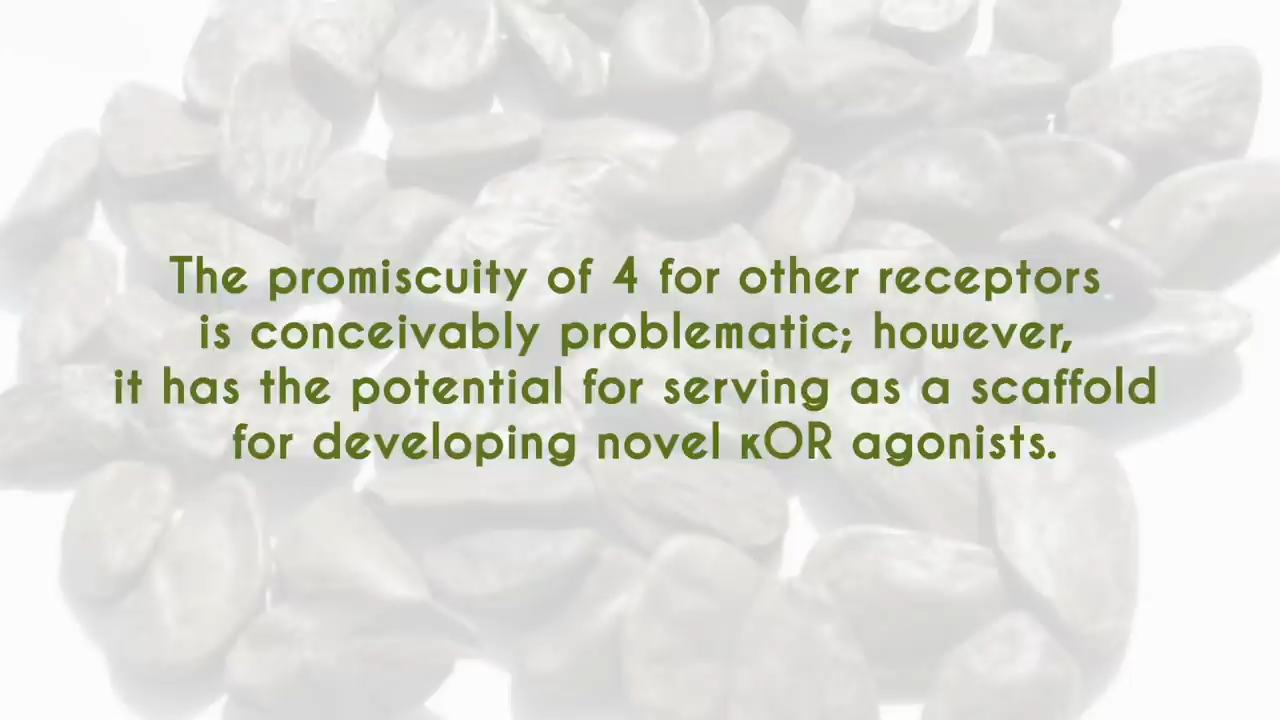 The promiscuity of 4 for other receptors
is conceivably problematic; however,
it has the potential for serving as a scaffold
for developing novel κOR agonists.